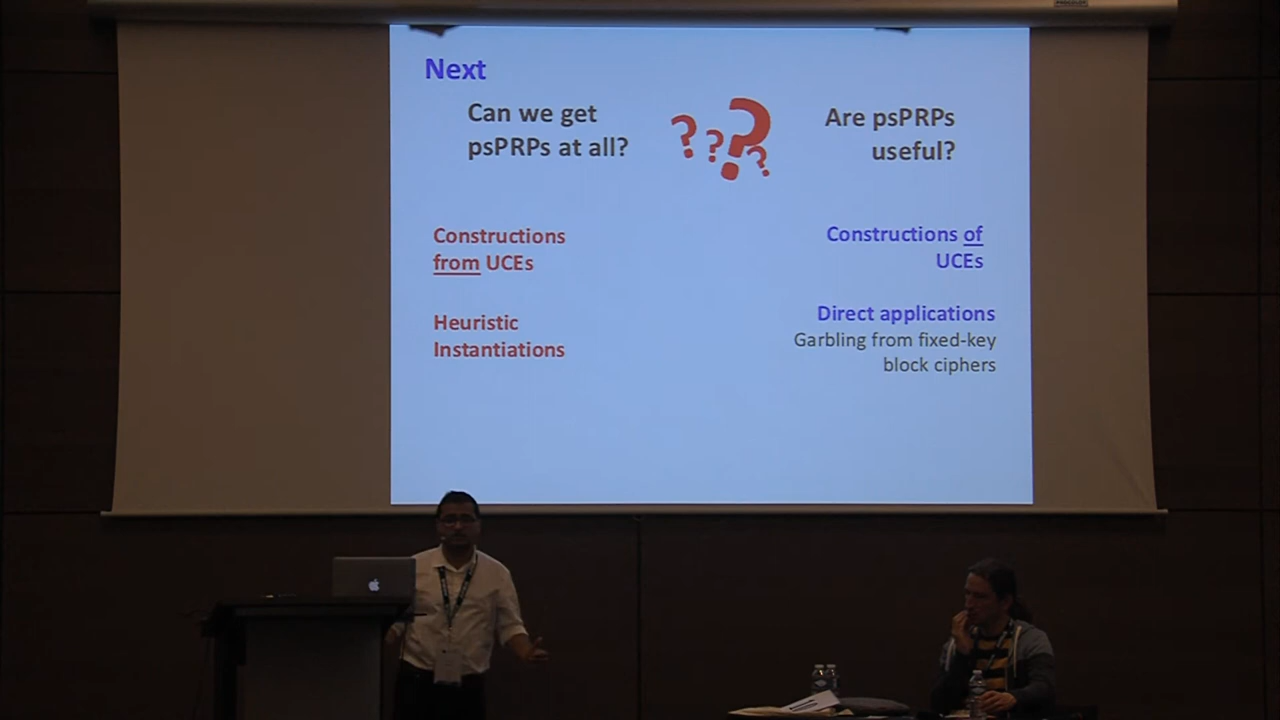 Next
Can we get
psPRPs at all?
? ? ? ?
Are psPRPs
useful?
Constructions
from UCEs
Heuristic
Instantiations
Constructions of
UCEs
Direct applications
Garbling from fixed-key
block ciphers